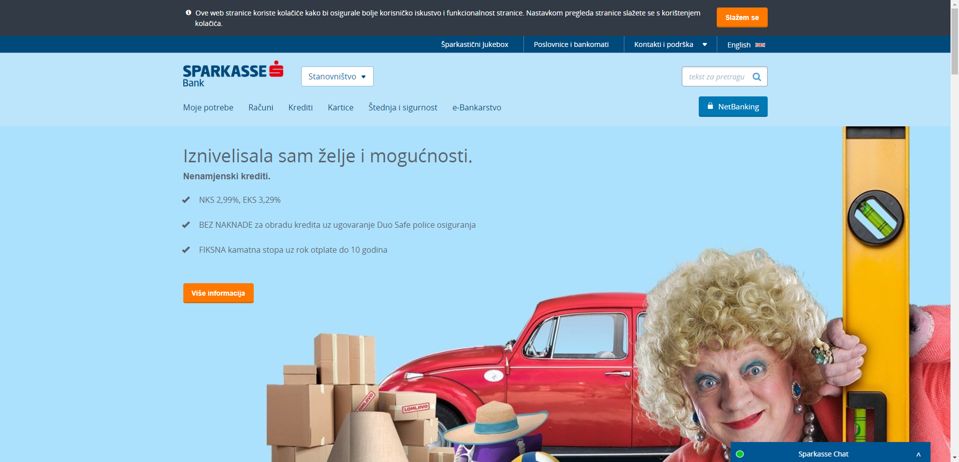 Ove web stranice koriste kolačiće kako bi osigurale bolje korisničko iskustvo i funkcionalnost stranice. Nastavkom pregleda stranice slažete se s korištenjem
kolačića.
Slažem se
Šparkastični Jukebox
Poslovnice i bankomati
Kontakti i podrška
English
SPARKASSE
Bank
Stanovništvo
tekst za pretragu
Moje potrebe
Računi
Krediti
Kartice
Štednja i sigurnost
e-Bankarstvo
NetBanking
Iznivelisala sam želje i mogućnosti.
Nenamjenski krediti.
NKS 2,99%, EKS 3,29%
BEZ NAKNADE za obradu kredita uz ugovaranje Duo Safe police osiguranja
FIKSNA kamatna stopa uz rok otplate do 10 godina
Više informacija
LOMLJIVO
LOMLJIVO
Sparkasse Chat